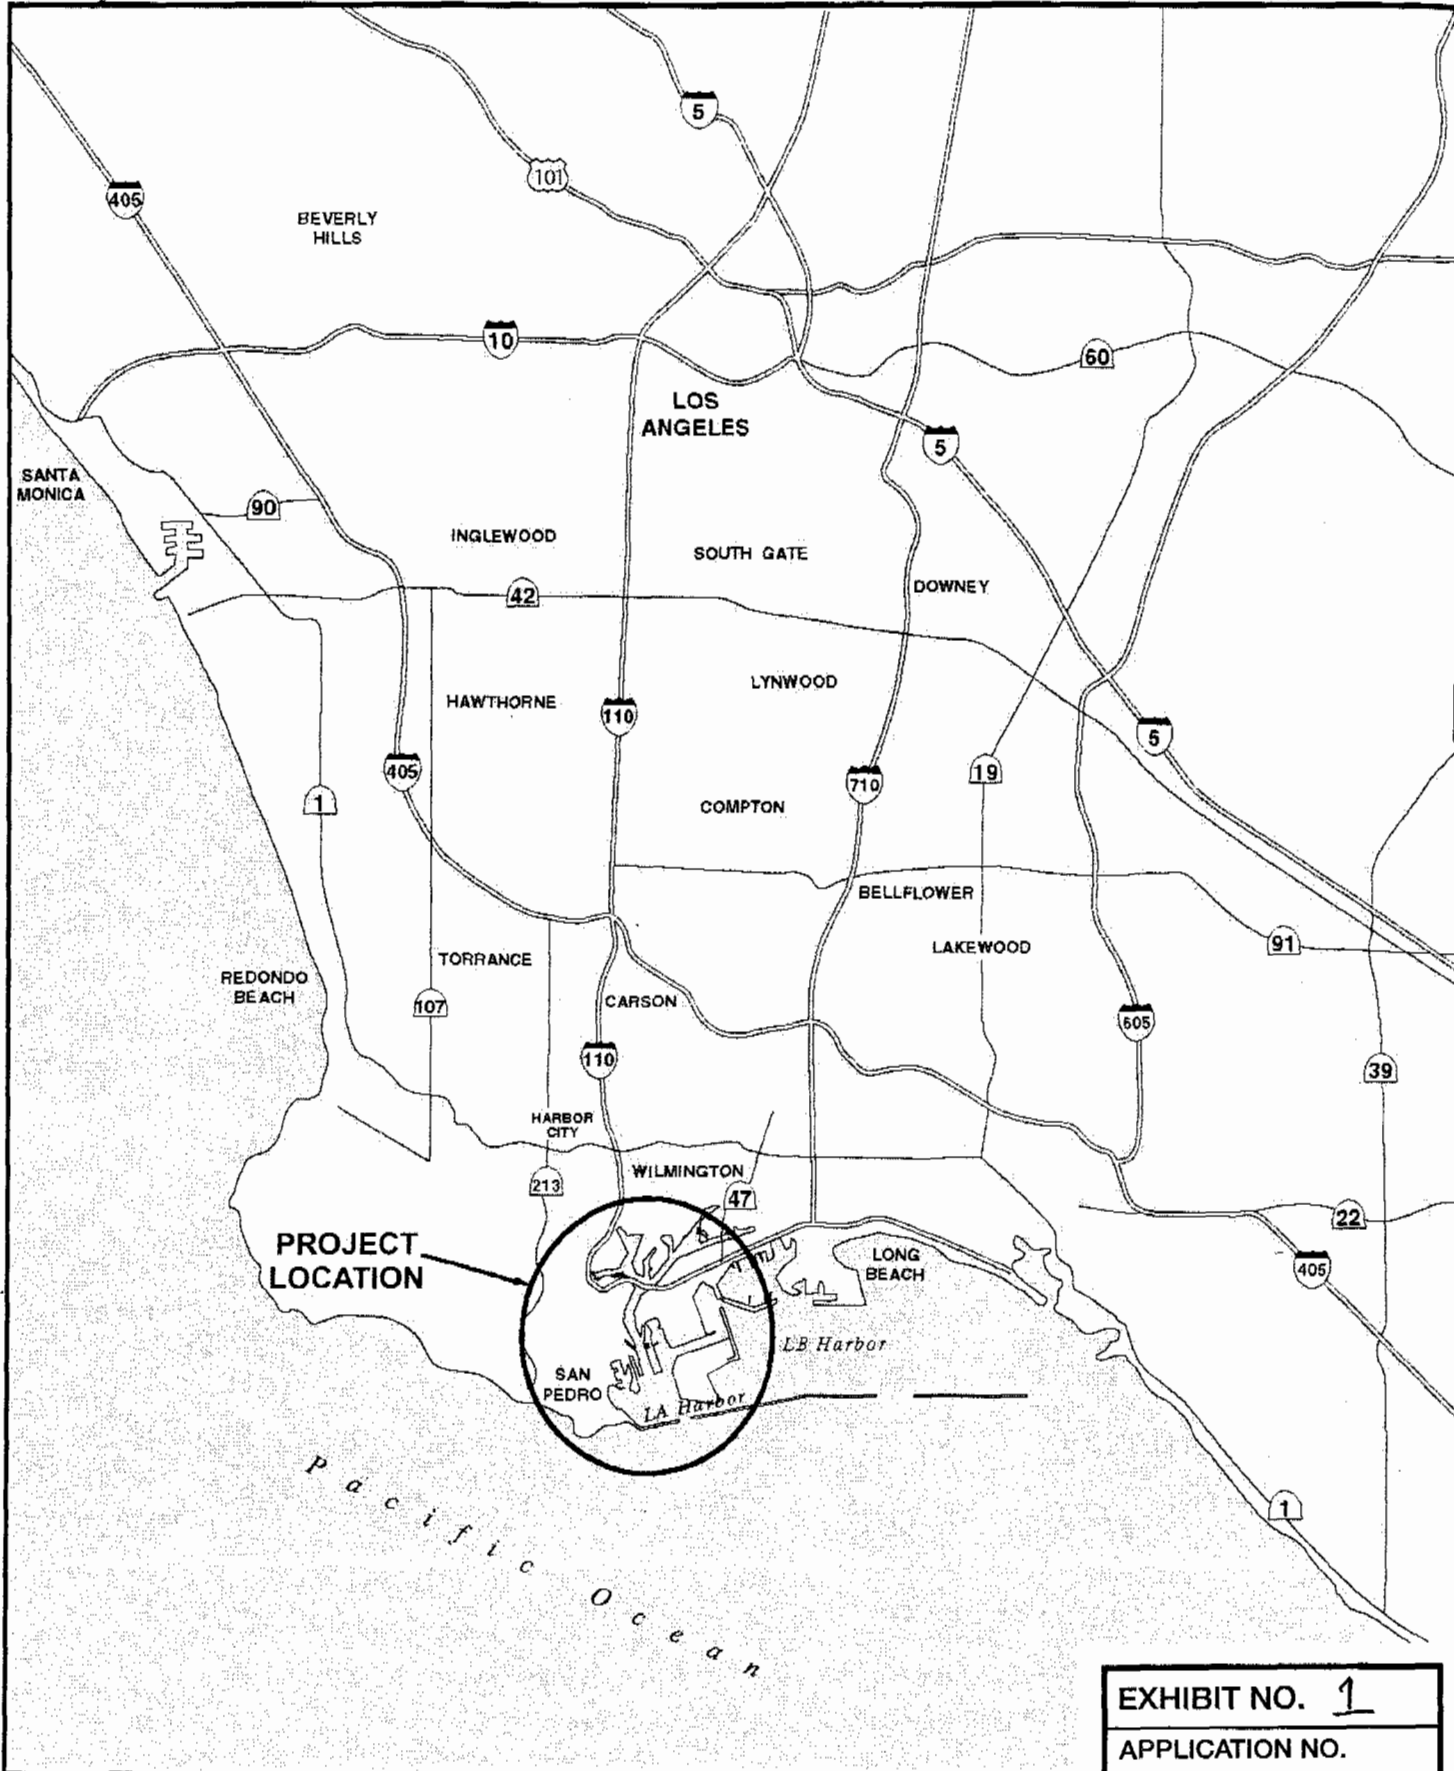 5
101
405
BEVERLY
HILLS
10
60
LOS
ANGELES
5
SANTA
MONICA
90
INGLEWOOD
SOUTH GATE
42
DOWNEY
LYNWOOD
HAWTHORNE
110
5
405
19
710
1
COMPTON
BELLFLOWER
91
LAKEWOOD
TORRANCE
REDONDO
BEACH
107
CARSON
605
110
39
HARBOR
CITY
WILMINGTON
213
47
22
PROJECT
LOCATION
LONG
BEACH
405
LB Harbor
SAN
PEDRO
LA Harbor
1
Pacific Ocean
EXHIBIT NO. 1
APPLICATION NO.